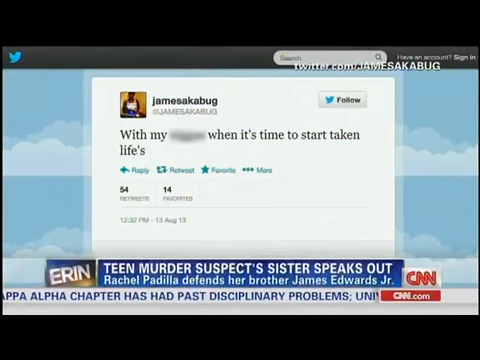 Search
Have an account? Sign in
twitter.com/JAMESAKABUG
jamesakabug
@JAMESAKABUG
Follow
With my when it's time to start taken
life's
Reply Retweet Favorite More
54 14
RETWEETS FAVORITES
12:32 PM - 13 Aug 13
ERIN
TEEN MURDER SUSPECT'S SISTER SPEAKS OUT
Rachel Padilla defends her brother James Edwards Jr.
CNN
APPA ALPHA CHAPTER HAS HAD PAST DISCIPLINARY PROBLEMS; UNIV
CNN.com